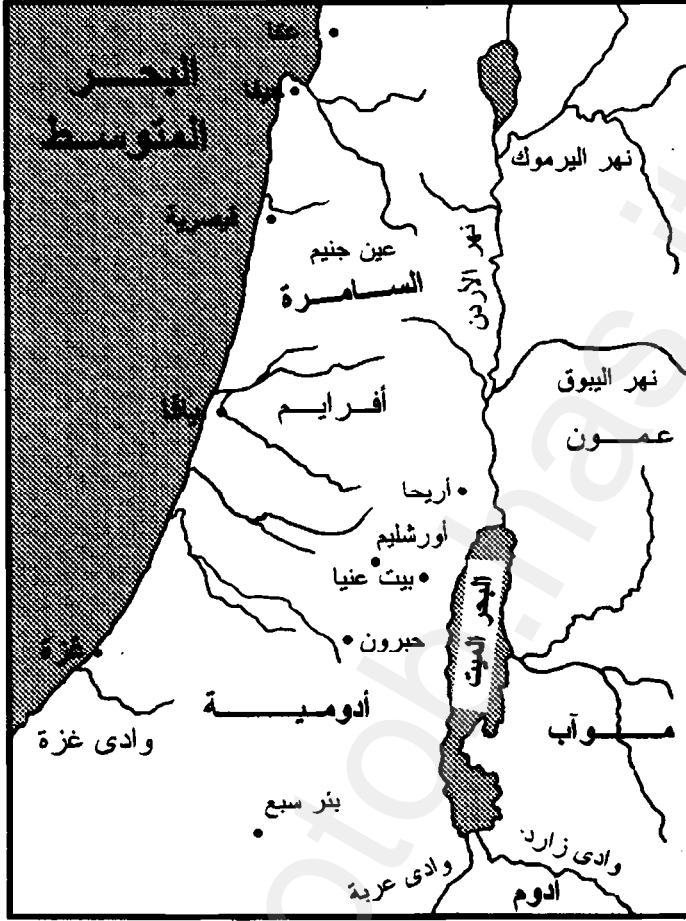 عكا
البحر
المتوسط
حيفا
نهر اليرموك
قيصرية
عين جنيم
السامرة
نهر الأردن
نهر اليبوق
يافا
أفرايم
عمون
أريحا
أورشليم
بيت عنيا
البحر الميت
حبرون
غزة
أدومية
موآب
وادى غزة
بئر سبع
وادى زارد
وادى عربة
ادوم